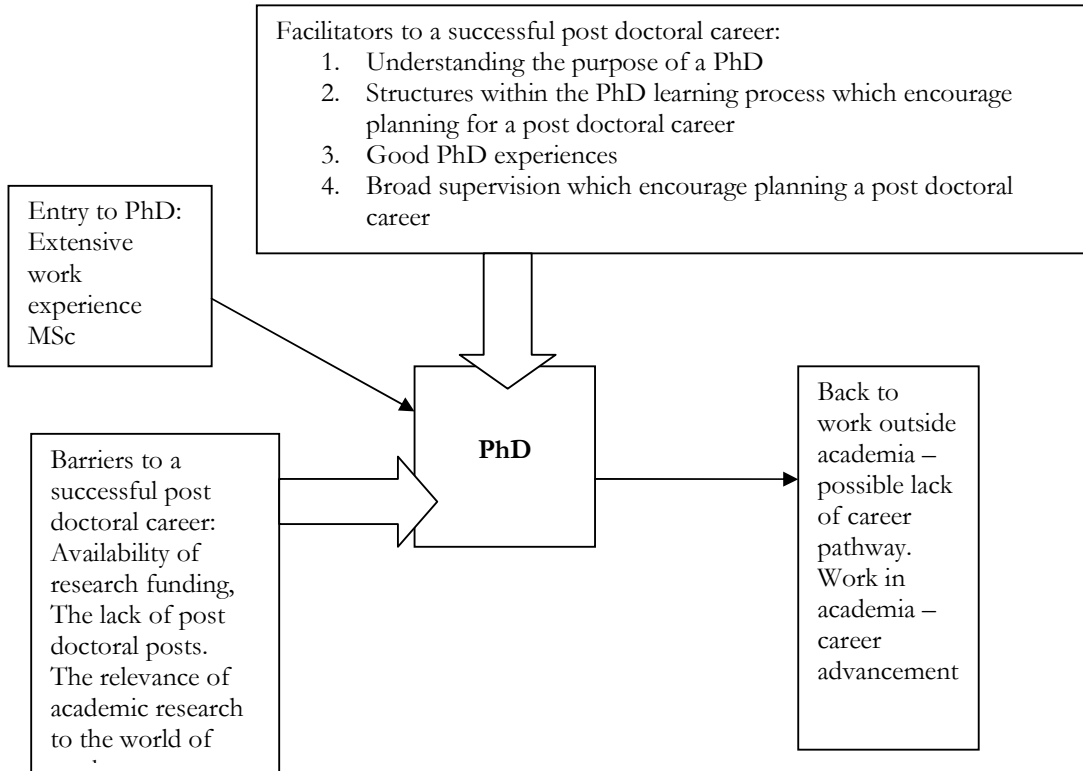 Facilitators to a successful post doctoral career:
1. Understanding the purpose of a PhD
2. Structures within the PhD learning process which encourage
planning for a post doctoral career
3. Good PhD experiences
4. Broad supervision which encourage planning a post doctoral
career
Entry to PhD:
Extensive
work
experience
MSc
PhD
Barriers to a
successful post
doctoral career:
Availability of
research funding,
The lack of post
doctoral posts.
The relevance of
academic research
to the world of
Back to
work outside
academia –
possible lack
of career
pathway.
Work in
academia –
career
advancement